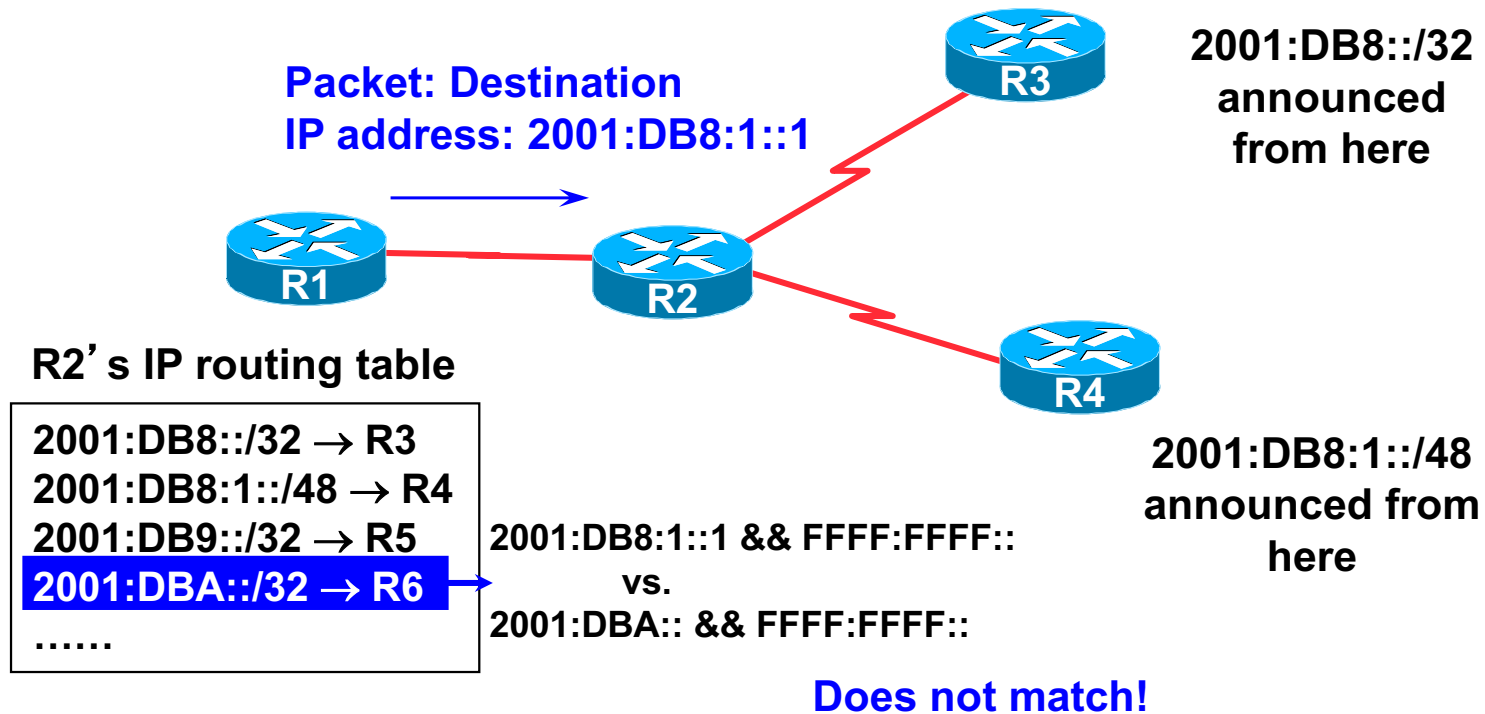 Packet: Destination
IP address: 2001:DB8:1::1
R3
2001:DB8::/32
announced
from here
R1
R2
R4
2001:DB8:1::/48
announced from
here
R2's IP routing table
2001:DB8::/32 → R3
2001:DB8:1::/48 → R4
2001:DB9::/32 → R5
2001:DBA::/32 → R6
……
2001:DB8:1::1 && FFFF:FFFF::
vs.
2001:DBA:: && FFFF:FFFF::
Does not match!